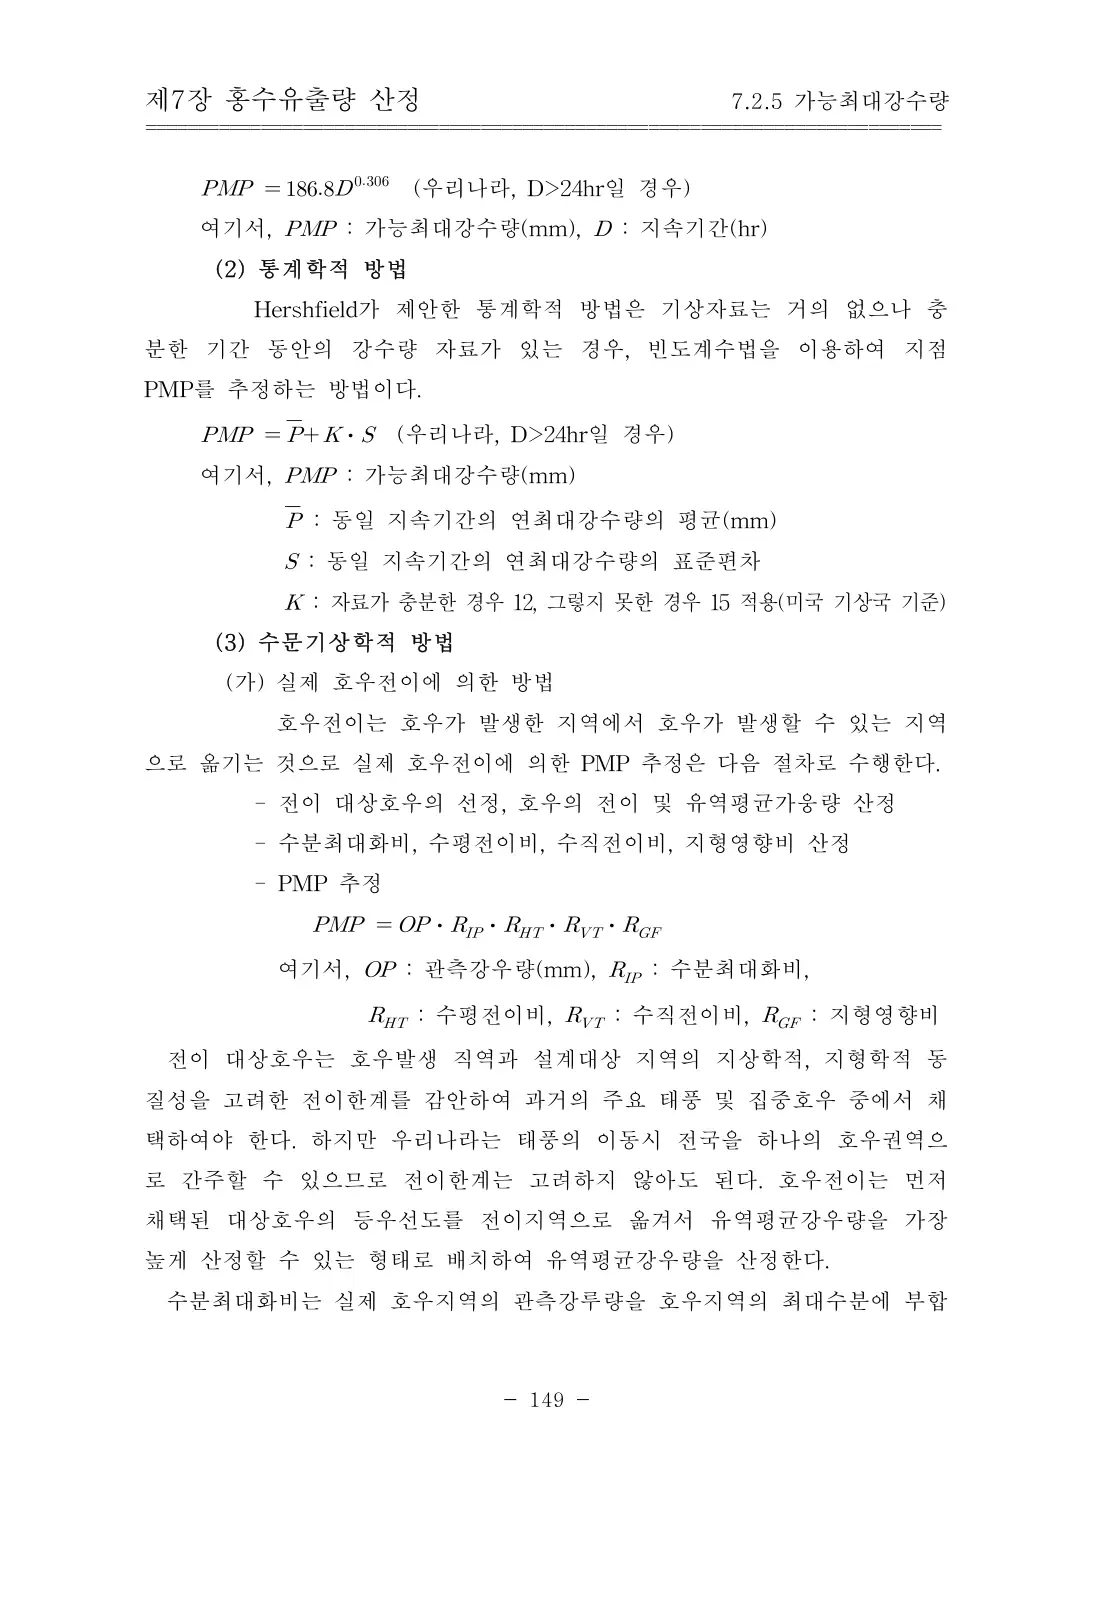 제7장 홍수유출량 산정 7.2.5 가능최대강수량
PMP = 186.8D^0.306 (우리나라, D>24hr일 경우)
여기서, PMP : 가능최대강수량(mm), D : 지속기간(hr)
(2) 통계학적 방법
Hershfield가 제안한 통계학적 방법은 기상자료는 거의 없으나 충
분한 기간 동안의 강수량 자료가 있는 경우, 빈도계수법을 이용하여 지점
PMP를 추정하는 방법이다.
PMP = P̅+K·S (우리나라, D>24hr일 경우)
여기서, PMP : 가능최대강수량(mm)
P̅ : 동일 지속기간의 연최대강수량의 평균(mm)
S : 동일 지속기간의 연최대강수량의 표준편차
K : 자료가 충분한 경우 12, 그렇지 못한 경우 15 적용(미국 기상국 기준)
(3) 수문기상학적 방법
(가) 실제 호우전이에 의한 방법
호우전이는 호우가 발생한 지역에서 호우가 발생할 수 있는 지역
으로 옮기는 것으로 실제 호우전이에 의한 PMP 추정은 다음 절차로 수행한다.
- 전이 대상호우의 선정, 호우의 전이 및 유역평균가웅량 산정
- 수분최대화비, 수평전이비, 수직전이비, 지형영향비 산정
- PMP 추정
PMP = OP·R_IP·R_HT·R_VT·R_GF
여기서, OP : 관측강우량(mm), R_IP : 수분최대화비,
R_HT : 수평전이비, R_VT : 수직전이비, R_GF : 지형영향비
전이 대상호우는 호우발생 직역과 설계대상 지역의 지상학적, 지형학적 동
질성을 고려한 전이한계를 감안하여 과거의 주요 태풍 및 집중호우 중에서 채
택하여야 한다. 하지만 우리나라는 태풍의 이동시 전국을 하나의 호우권역으
로 간주할 수 있으므로 전이한계는 고려하지 않아도 된다. 호우전이는 먼저
채택된 대상호우의 등우선도를 전이지역으로 옮겨서 유역평균강우량을 가장
높게 산정할 수 있는 형태로 배치하여 유역평균강우량을 산정한다.
수분최대화비는 실제 호우지역의 관측강루량을 호우지역의 최대수분에 부합
- 149 -